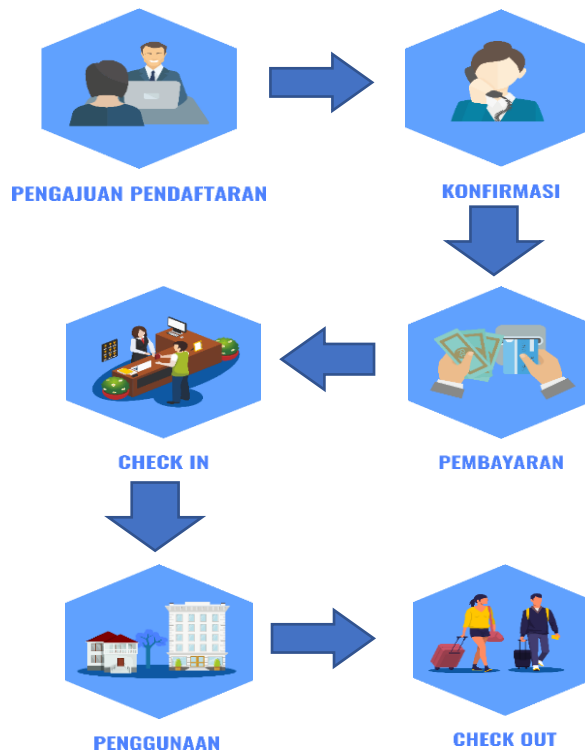 PENGAJUAN PENDAFTARAN
KONFIRMASI
PEMBAYARAN
CHECK IN
PENGGUNAAN
CHECK OUT